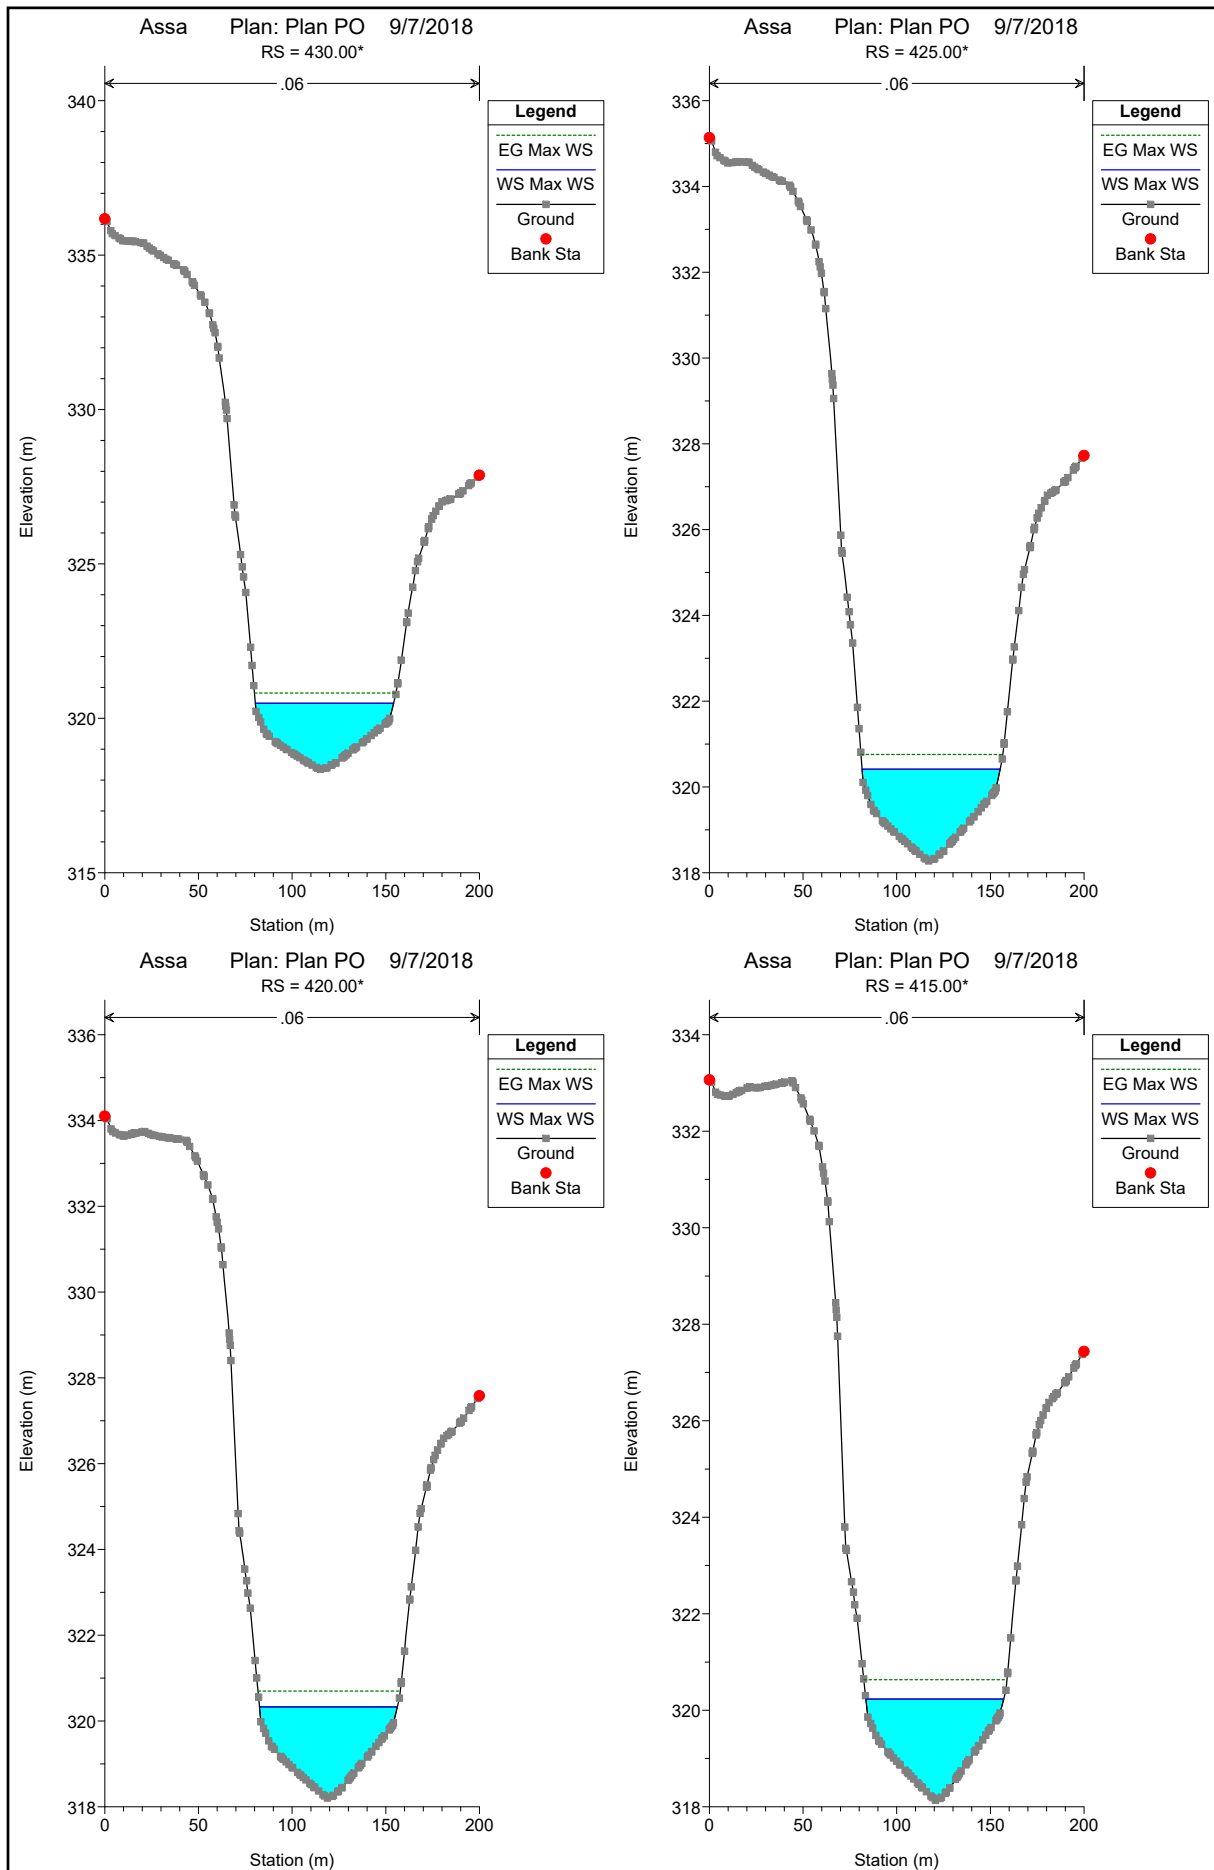 Assa Plan: Plan PO 9/7/2018
RS = 430.00*
.06
Legend
EG Max WS
WS Max WS
Ground
Bank Sta
340
335
330
325
320
315
Elevation (m)
0 50 100 150 200
Station (m)
Assa Plan: Plan PO 9/7/2018
RS = 425.00*
.06
Legend
EG Max WS
WS Max WS
Ground
Bank Sta
336
334
332
330
328
326
324
322
320
318
Elevation (m)
0 50 100 150 200
Station (m)
Assa Plan: Plan PO 9/7/2018
RS = 420.00*
.06
Legend
EG Max WS
WS Max WS
Ground
Bank Sta
336
334
332
330
328
326
324
322
320
318
Elevation (m)
0 50 100 150 200
Station (m)
Assa Plan: Plan PO 9/7/2018
RS = 415.00*
.06
Legend
EG Max WS
WS Max WS
Ground
Bank Sta
334
332
330
328
326
324
322
320
318
Elevation (m)
0 50 100 150 200
Station (m)